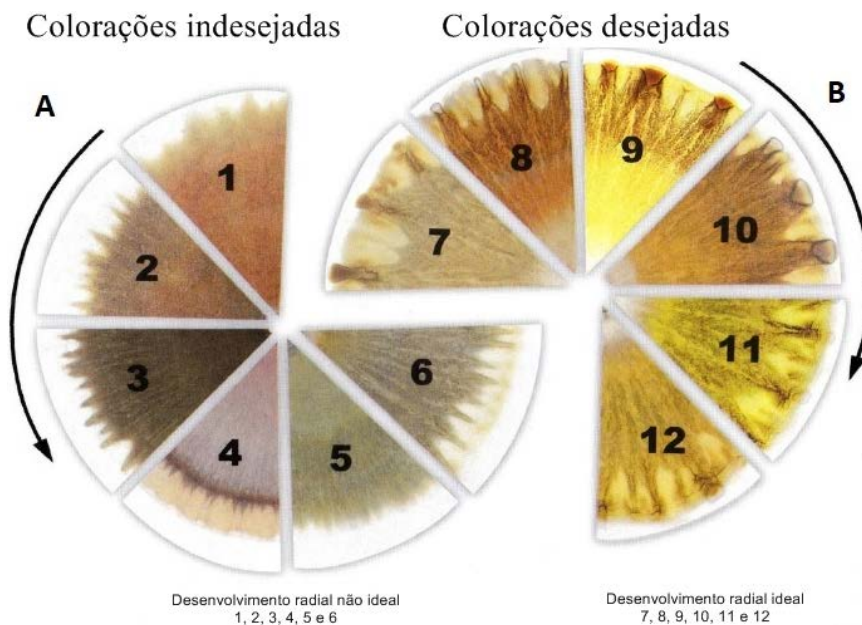 Colorações indesejadas
Colorações desejadas
A
B
1
2
3
4
5
6
7
8
9
10
11
12
Desenvolvimento radial não ideal
1, 2, 3, 4, 5 e 6
Desenvolvimento radial ideal
7, 8, 9, 10, 11 e 12